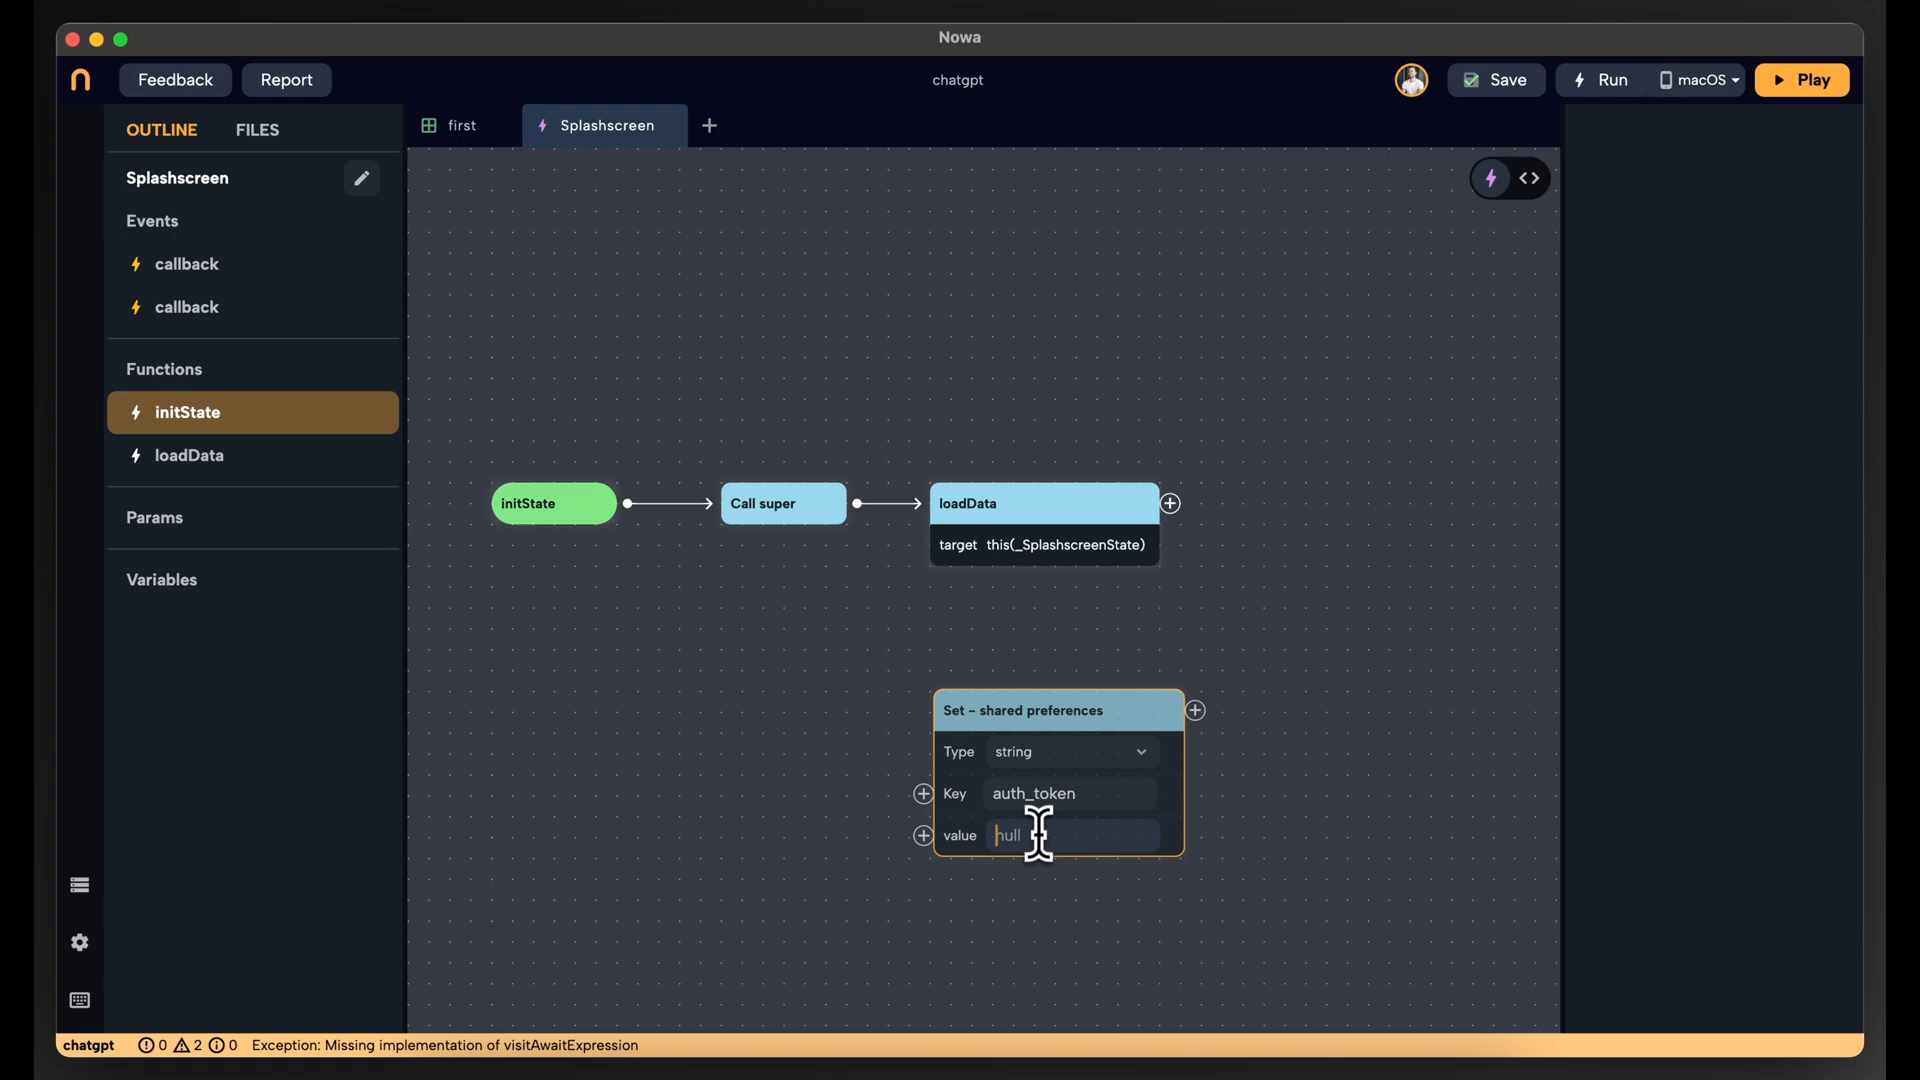 Nowa
Feedback
Report
chatgpt
Save
Run
macOS
Play
OUTLINE
FILES
first
Splashscreen
Splashscreen
Events
callback
callback
Functions
initState
loadData
Params
Variables
initState
Call super
loadData
target this(_SplashscreenState)
Set – shared preferences
Type string
Key auth_token
value null
chatgpt 0 2 0 Exception: Missing implementation of visitAwaitExpression